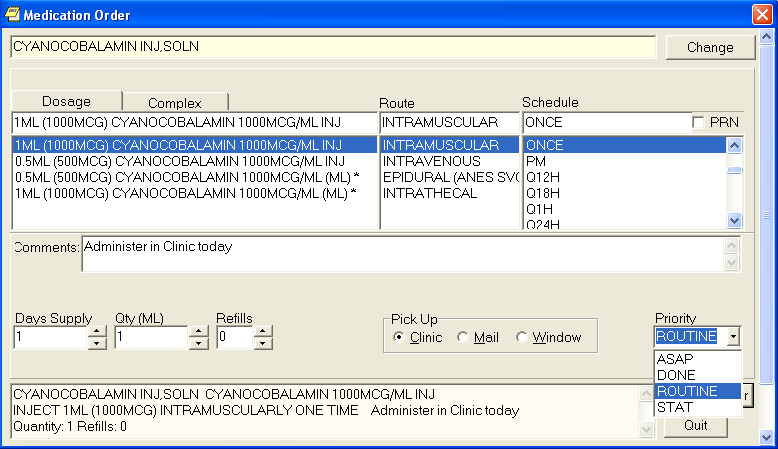 Medication Order
CYANOCOBALAMIN INJ,SOLN
Change
Dosage
Complex
Route
Schedule
1ML (1000MCG) CYANOCOBALAMIN 1000MCG/ML INJ
INTRAMUSCULAR
ONCE
PRN
1ML (1000MCG) CYANOCOBALAMIN 1000MCG/ML INJ
INTRAMUSCULAR
ONCE
0.5ML (500MCG) CYANOCOBALAMIN 1000MCG/ML INJ
INTRAVENOUS
PM
0.5ML (500MCG) CYANOCOBALAMIN 1000MCG/ML (ML) *
EPIDURAL (ANES SVC
Q12H
1ML (1000MCG) CYANOCOBALAMIN 1000MCG/ML (ML) *
INTRATHECAL
Q18H
Q1H
Q24H
Comments:
Administer in Clinic today
Days Supply
Qty (ML)
Refills
Pick Up
Priority
1
1
0
Clinic
Mail
Window
ROUTINE
ASAP
DONE
ROUTINE
STAT
CYANOCOBALAMIN INJ,SOLN CYANOCOBALAMIN 1000MCG/ML INJ
INJECT 1ML (1000MCG) INTRAMUSCULARLY ONE TIME Administer in Clinic today
Quantity: 1 Refills: 0
r
Quit